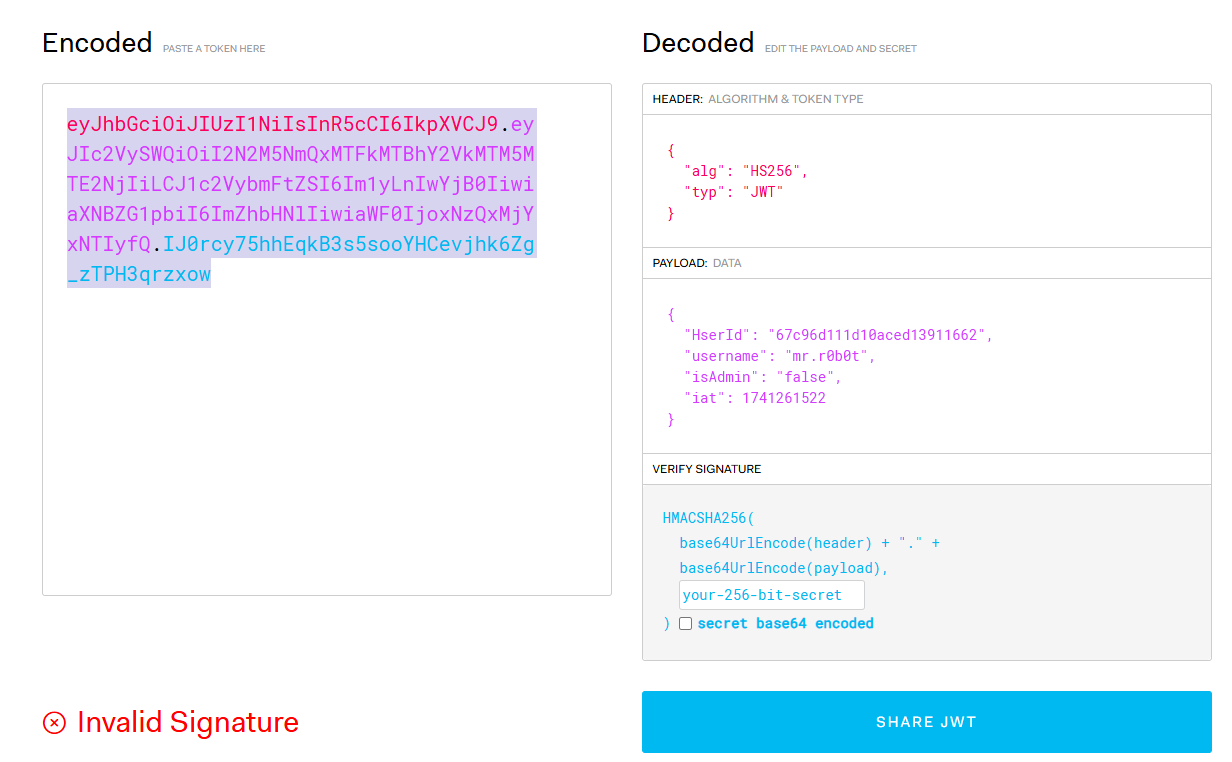 Encoded PASTE A TOKEN HERE
eyJhbGciOiJIUzI1NiIsInR5cCI6IkpXVCJ9.ey
JIc2VySWQiOiI2N2M5NmQxMTFkMTBhY2VkMTM5M
TE2NjIiLCJ1c2VybmFtZSI6Im1yLnIwYjB0Iiwi
aXNBZG1pbiI6ImZhbHNlIiwiaWF0IjoxNzQxMjY
xNTIyfQ.IJ0rcy75hhEqkB3s5sooYHCevjhk6Zg
_zTPH3qrzxow
Invalid Signature
Decoded EDIT THE PAYLOAD AND SECRET
HEADER: ALGORITHM & TOKEN TYPE
{
"alg": "HS256",
"typ": "JWT"
}
PAYLOAD: DATA
{
"HserId": "67c96d111d10aced13911662",
"username": "mr.r0b0t",
"isAdmin": "false",
"iat": 1741261522
}
VERIFY SIGNATURE
HMACSHA256(
base64UrlEncode(header) + "." +
base64UrlEncode(payload),
your-256-bit-secret
) secret base64 encoded
SHARE JWT